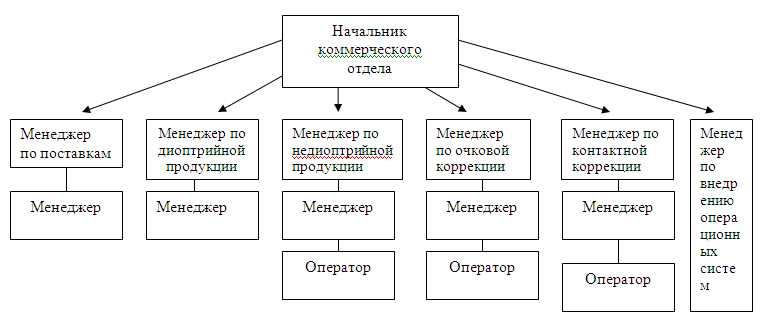 Начальник
коммерческого
отдела
Менеджер
по поставкам
Менеджер по
диоптрийной
продукции
Менеджер по
недиоптрийной
продукции
Менеджер
по очковой
коррекции
Менеджер по
контактной
коррекции
Менед
жер
по
внедр
ению
опера
ционн
ых
систе
м
Менеджер
Менеджер
Менеджер
Менеджер
Менеджер
Оператор
Оператор
Оператор